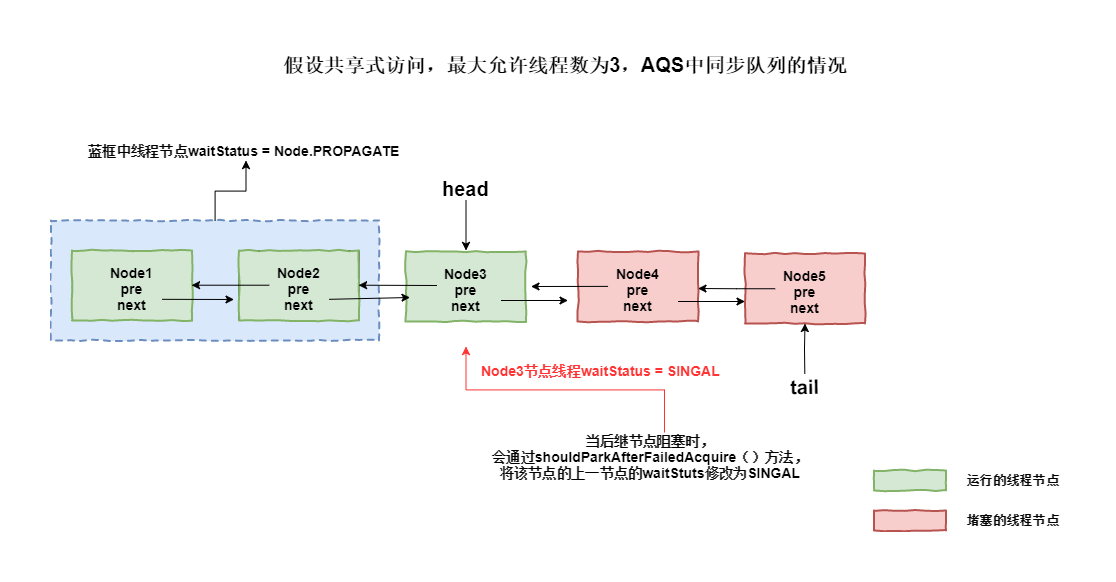 假设共享式访问，最大允许线程数为3，AQS中同步队列的情况
蓝框中线程节点waitStatus = Node.PROPAGATE
head
Node1
pre
next
Node2
pre
next
Node3
pre
next
Node4
pre
next
Node5
pre
next
Node3节点线程waitStatus = SINGAL
tail
当后继节点阻塞时，
会通过shouldParkAfterFailedAcquire（）方法，
将该节点的上一节点的waitStuts修改为SINGAL
运行的线程节点
堵塞的线程节点